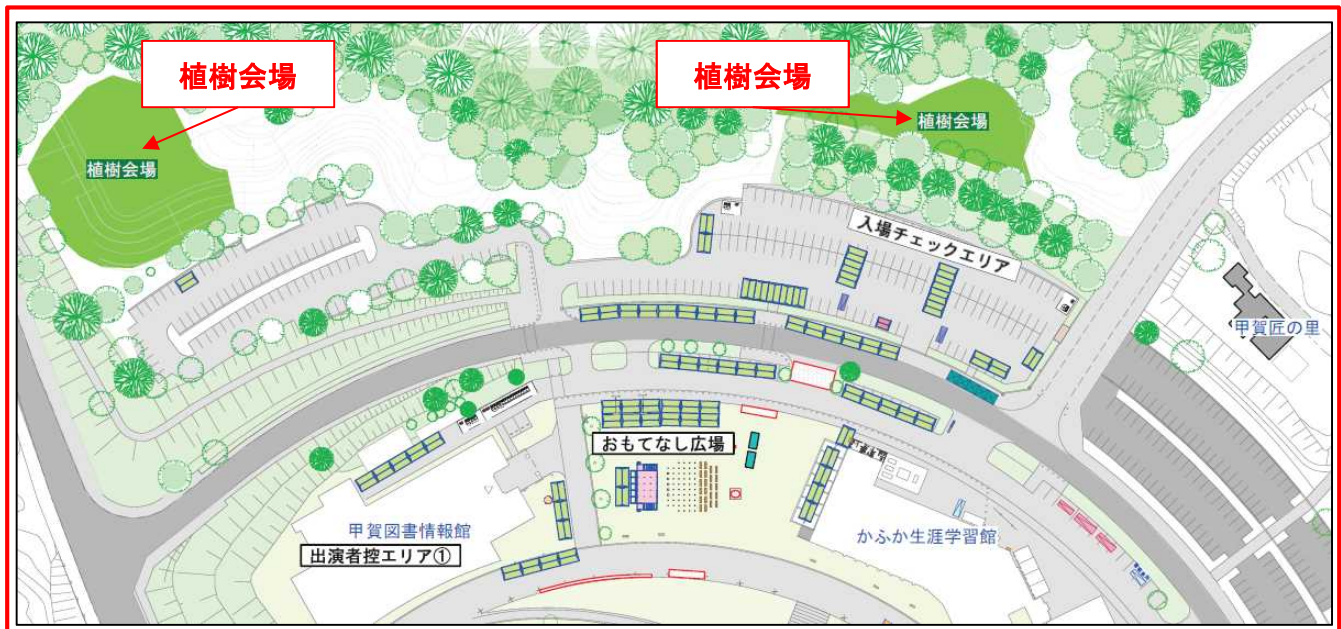 植樹会場
植樹会場
植樹会場
植樹会場
入場チェックエリア
甲賀匠の里
おもてなし広場
甲賀図書情報館
出演者控エリア①
かふか生涯学習館